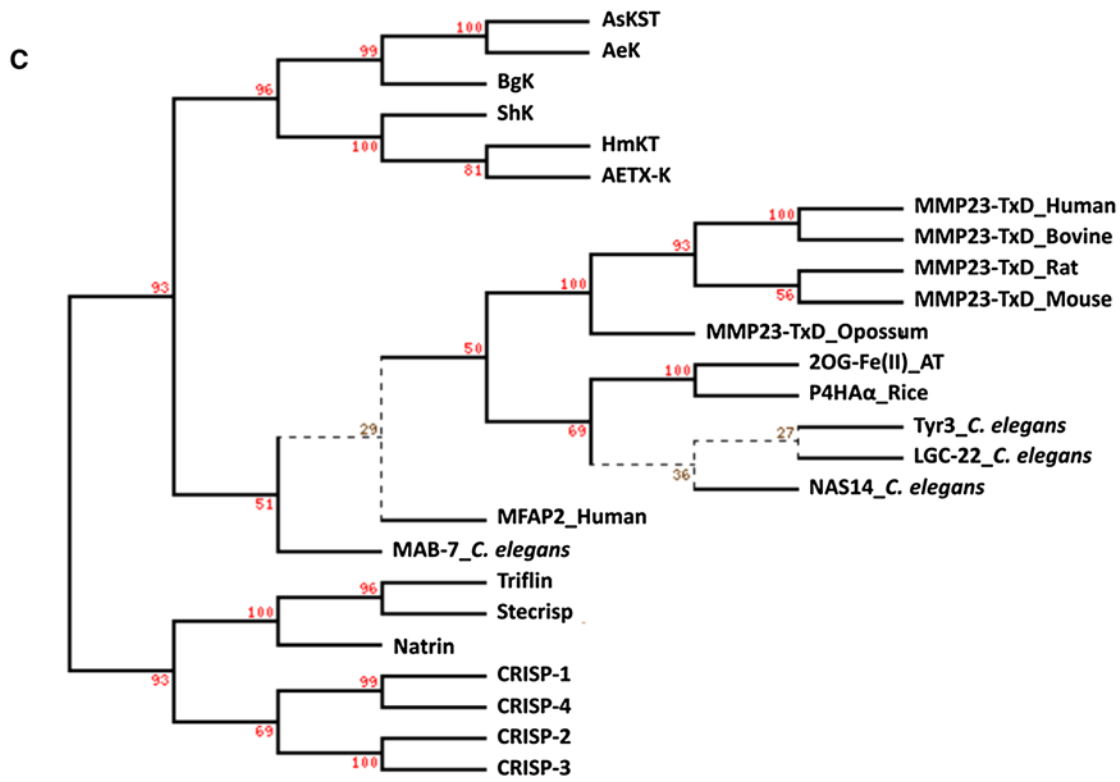 C
AsKST
100
AeK
99
BgK
96
ShK
100
HmKT
81
AETX-K
MMP23-TxD_Human
100
MMP23-TxD_Bovine
93
MMP23-TxD_Rat
56
MMP23-TxD_Mouse
100
MMP23-TxD_Opossum
93
50
2OG-Fe(II)_AT
100
P4HAα_Rice
69
Tyr3_C. elegans
27
LGC-22_C. elegans
36
NAS14_C. elegans
29
MFAP2_Human
51
MAB-7_C. elegans
Triflin
96
Stecrisp
100
Natrin
93
CRISP-1
99
CRISP-4
69
CRISP-2
100
CRISP-3